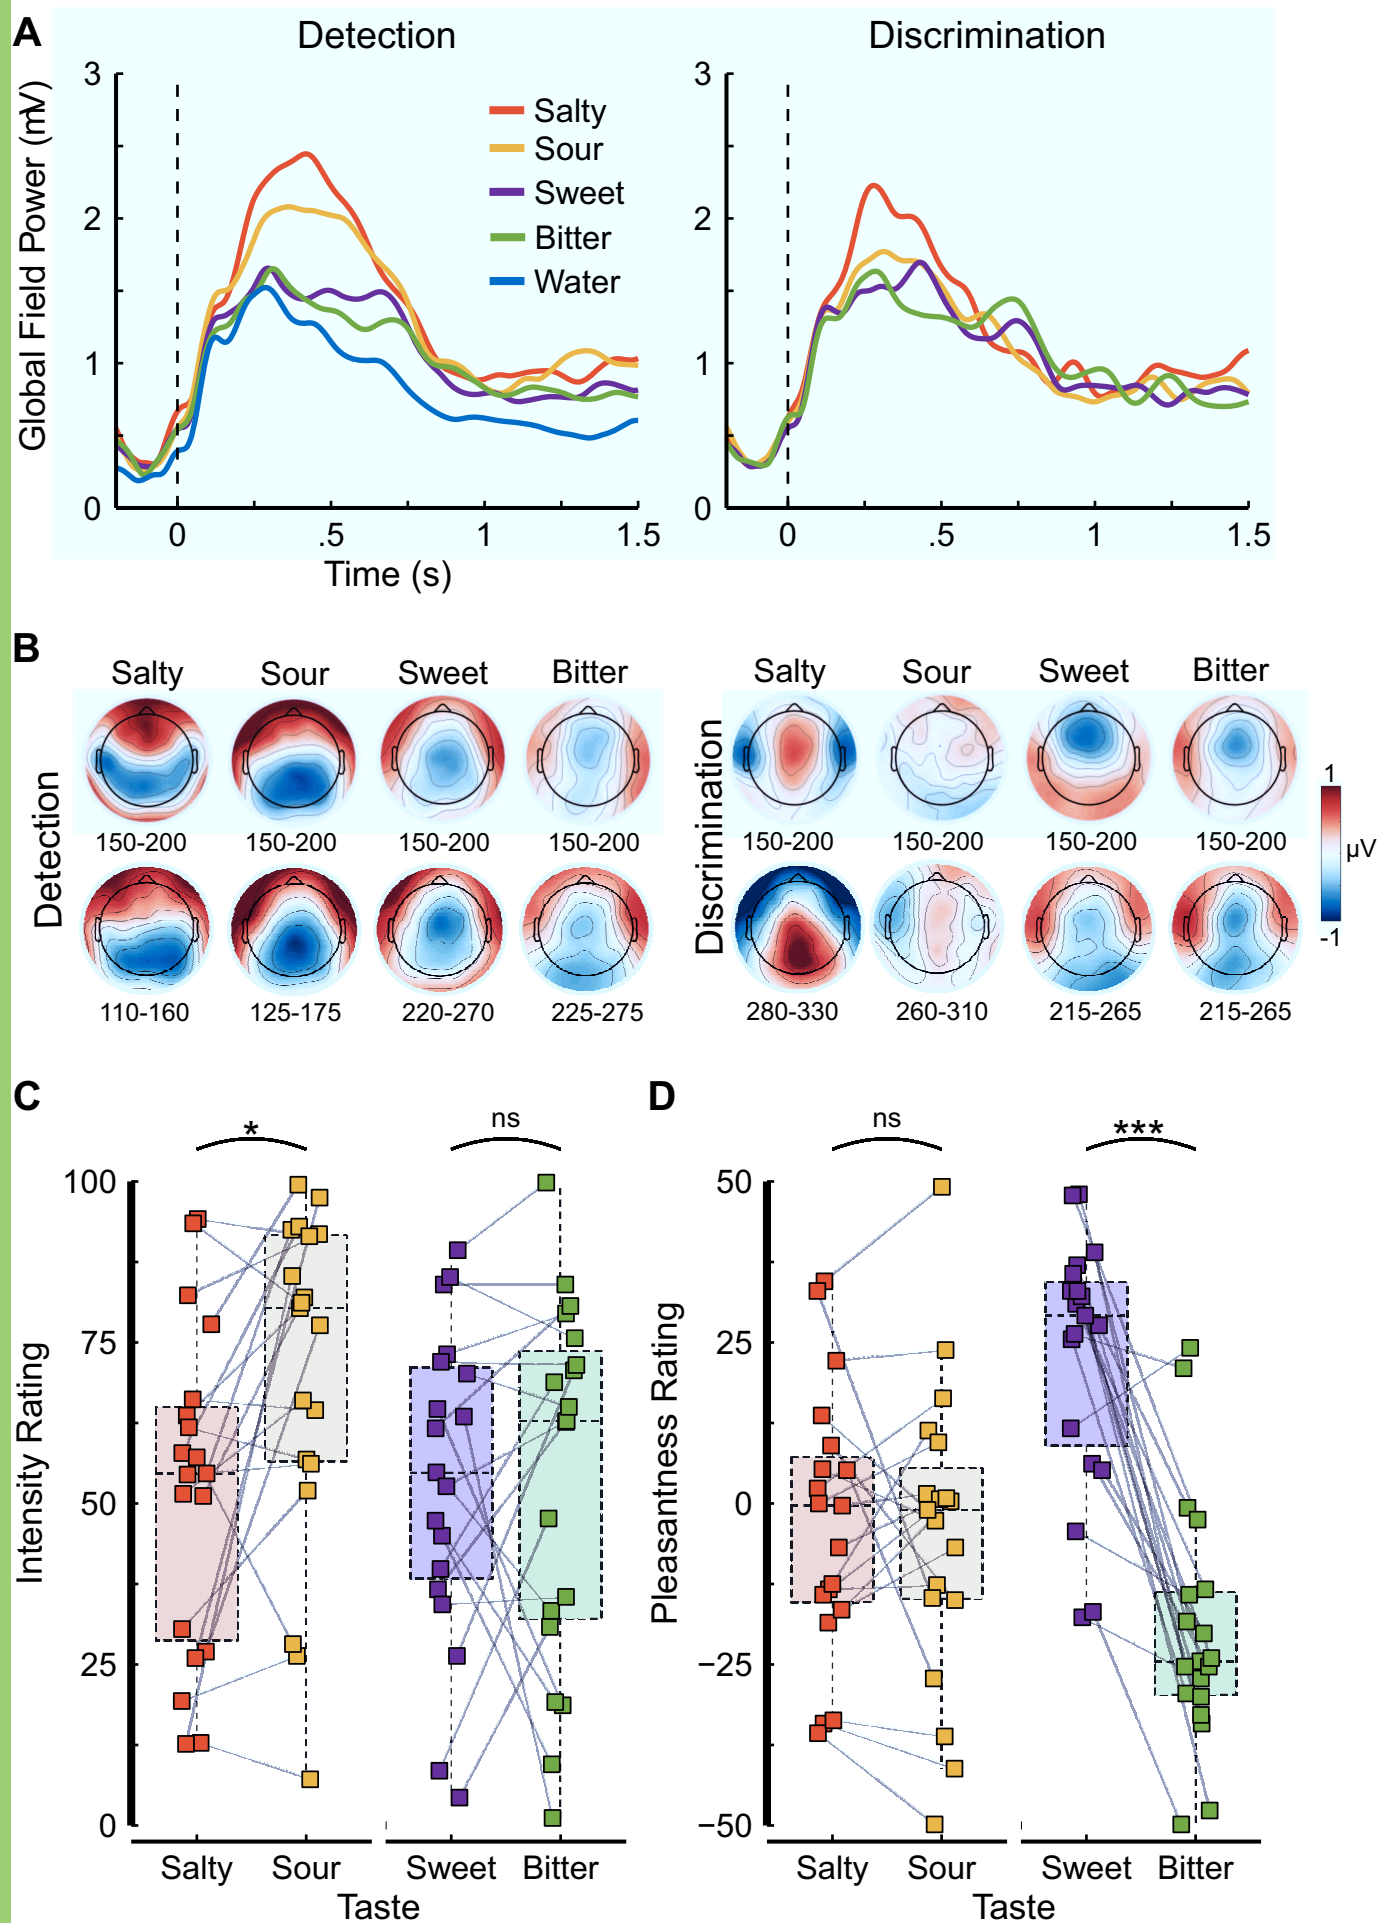 A
Detection
Discrimination
Global Field Power (mV)
3
2
1
0
Salty
Sour
Sweet
Bitter
Water
0
.5
1
1.5
Time (s)
3
2
1
0
0
.5
1
1.5
B
Detection
Salty Sour Sweet Bitter
150-200 150-200 150-200 150-200
110-160 125-175 220-270 225-275
Discrimination
Salty Sour Sweet Bitter
150-200 150-200 150-200 150-200
280-330 260-310 215-265 215-265
1
µV
-1
C
* ns
Intensity Rating
100
75
50
25
0
Salty Sour Sweet Bitter
Taste
D
ns ***
Pleasantness Rating
50
25
0
−25
−50
Salty Sour Sweet Bitter
Taste